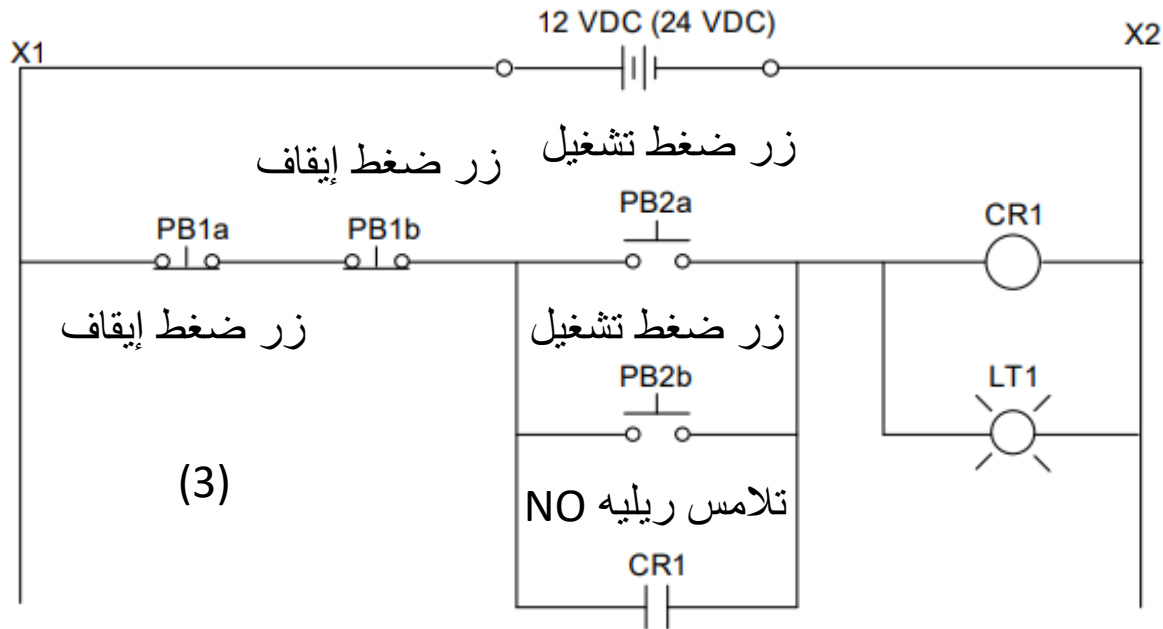 12 VDC (24 VDC)
X1
X2
زر ضغط تشغيل
زر ضغط إيقاف
PB1a
PB1b
PB2a
CR1
زر ضغط إيقاف
زر ضغط تشغيل
PB2b
LT1
(3)
تلامس ريليه NO
CR1